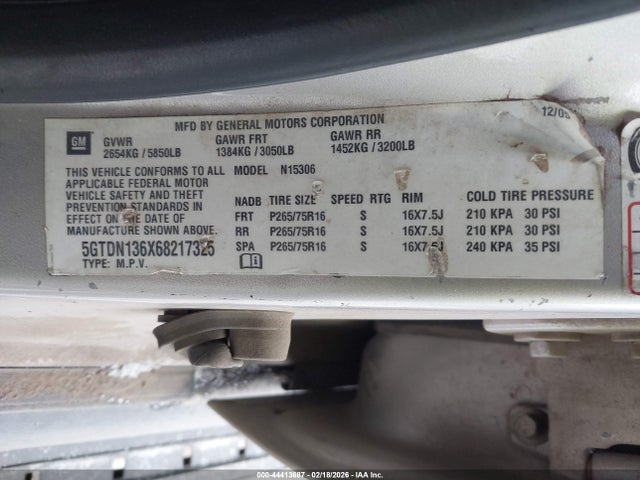 MFD BY GENERAL MOTORS CORPORATION 12/05
GM GVWR GAWR FRT GAWR RR
2654KG / 5850LB 1384KG / 3050LB 1452KG / 3200LB
THIS VEHICLE CONFORMS TO ALL MODEL N15306
APPLICABLE FEDERAL MOTOR
VEHICLE SAFETY AND THEFT
PREVENTION STANDARDS IN
EFFECT ON THE DATE OF
MANUFACTURE SHOWN ABOVE
NADB TIRE SIZE SPEED RTG RIM COLD TIRE PRESSURE
FRT P265/75R16 S 16X7.5J 210 KPA 30 PSI
RR P265/75R16 S 16X7.5J 210 KPA 30 PSI
SPA P265/75R16 S 16X7.5J 240 KPA 35 PSI
5GTDN136X68217325
TYPE: M.P.V.
000-44413687 - 02/18/2026 - IAA Inc.